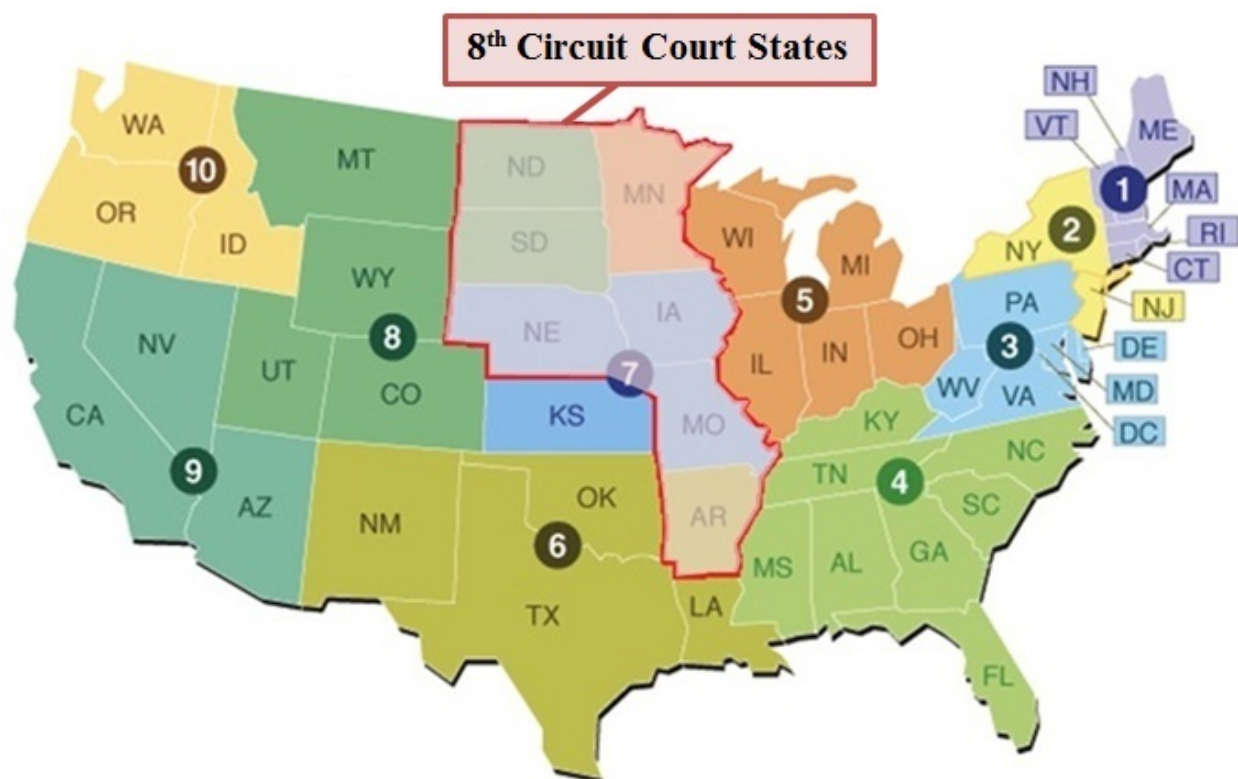 8th Circuit Court States
NH
VT
ME
WA
MT
ND
MN
10
1
MA
OR
ID
SD
WI
MI
NY
2
RI
CT
WY
5
PA
NJ
NV
8
NE
IA
IL
IN
OH
3
DE
UT
CO
7
WV
VA
MD
CA
KS
MO
KY
DC
9
AZ
NM
OK
AR
TN
4
NC
SC
6
MS
AL
GA
TX
LA
FL